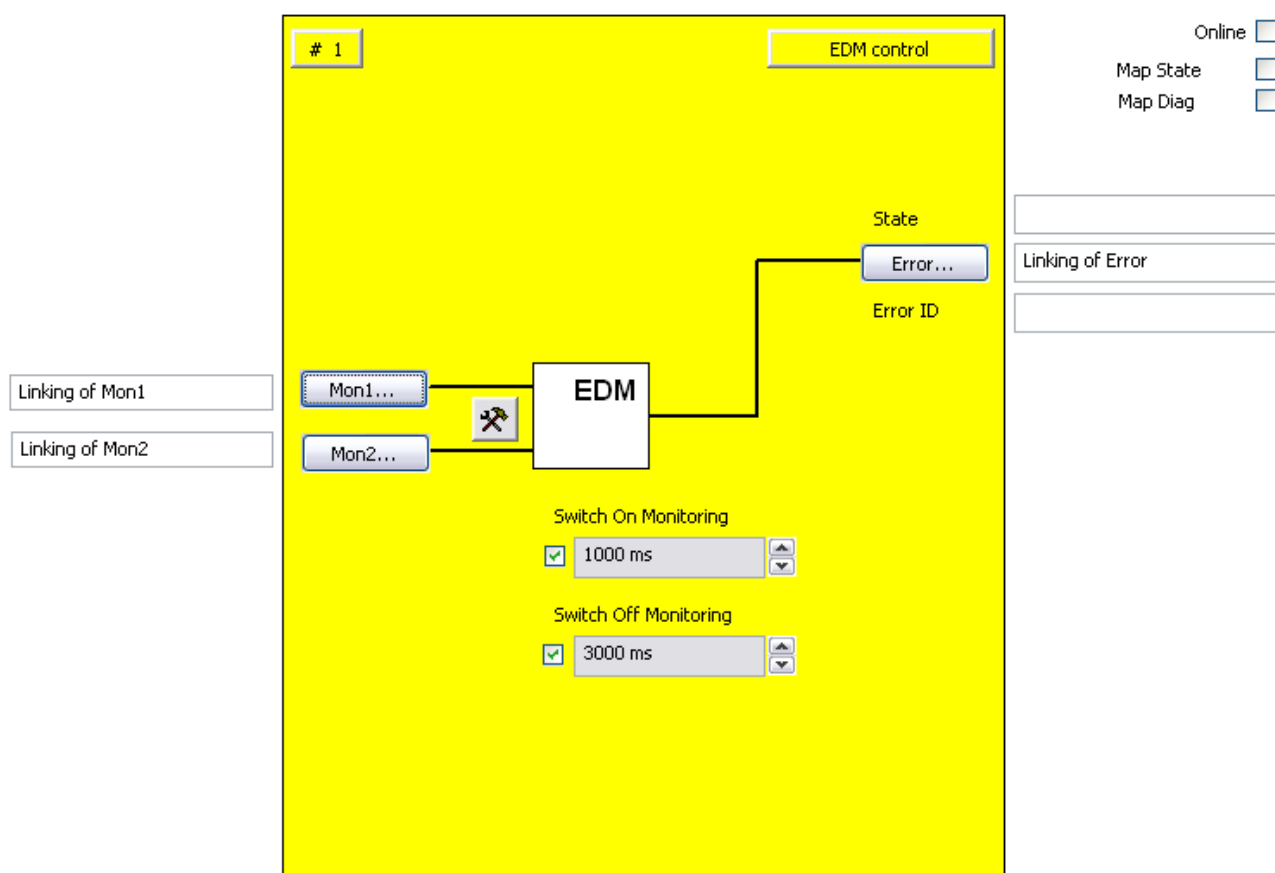 # 1
EDM control
Online
Map State
Map Diag
State
Error...
Linking of Error
Error ID
Linking of Mon1
Mon1...
EDM
Linking of Mon2
Mon2...
Switch On Monitoring
1000 ms
Switch Off Monitoring
3000 ms